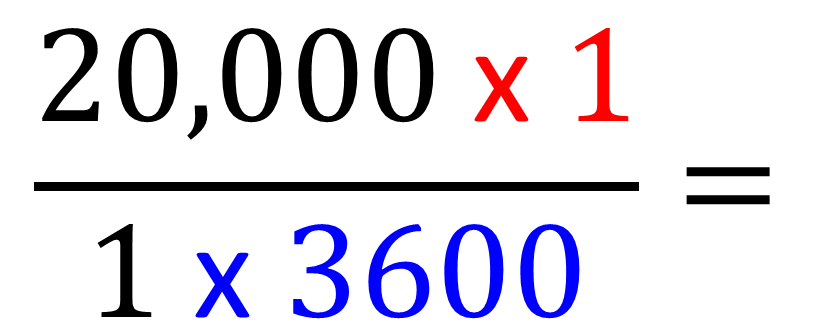 20,000 x 1
1 x 3600
=